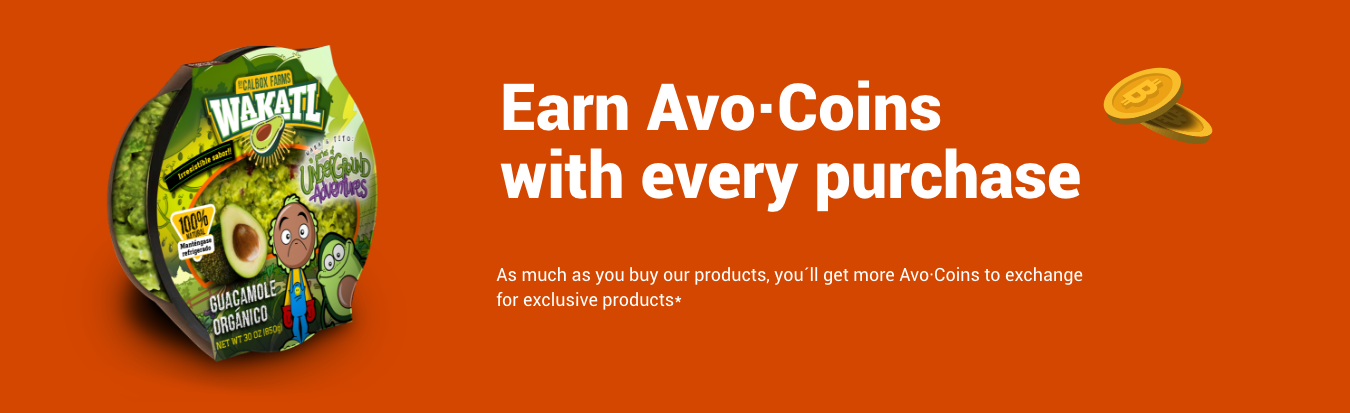 CALBOX FARMS
WAKATL
Irresistible sabor!!
UNDERGROUND
Adventures
100%
NATURAL
Manténgase
refrigerado
GUACAMOLE
ORGÁNICO
NET WT 30 OZ (850g)
Earn Avo·Coins
with every purchase
As much as you buy our products, you´ll get more Avo·Coins to exchange
for exclusive products*